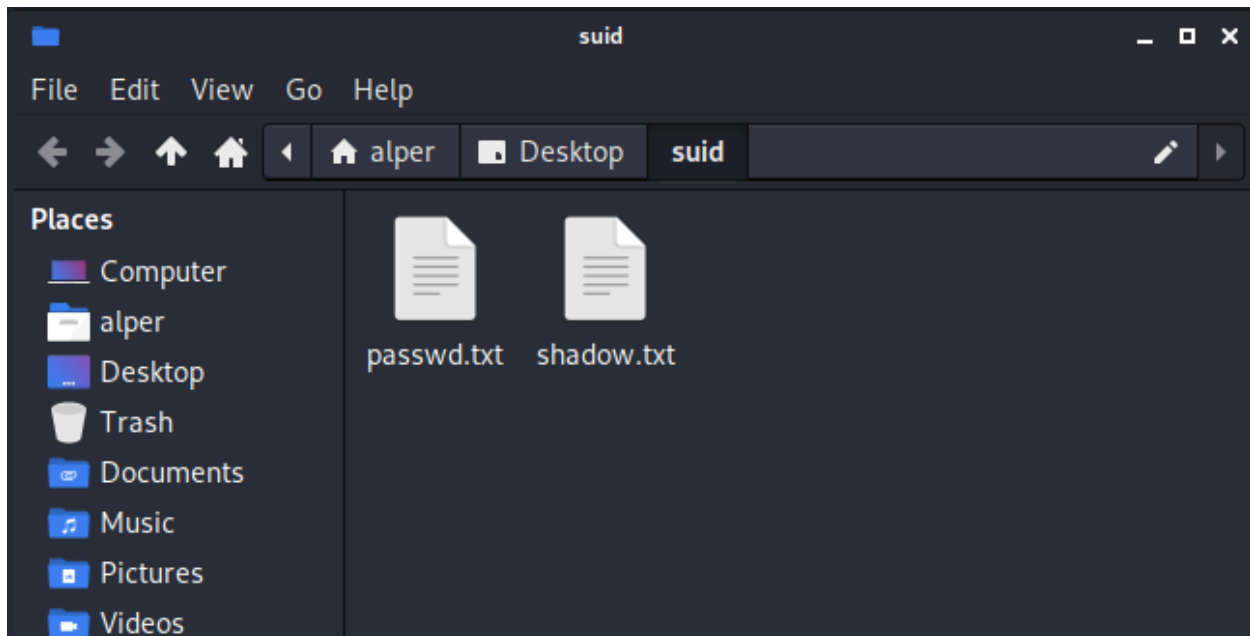 suid
File Edit View Go Help
alper Desktop suid
Places
Computer
alper
Desktop
Trash
Documents
Music
Pictures
Videos
passwd.txt shadow.txt